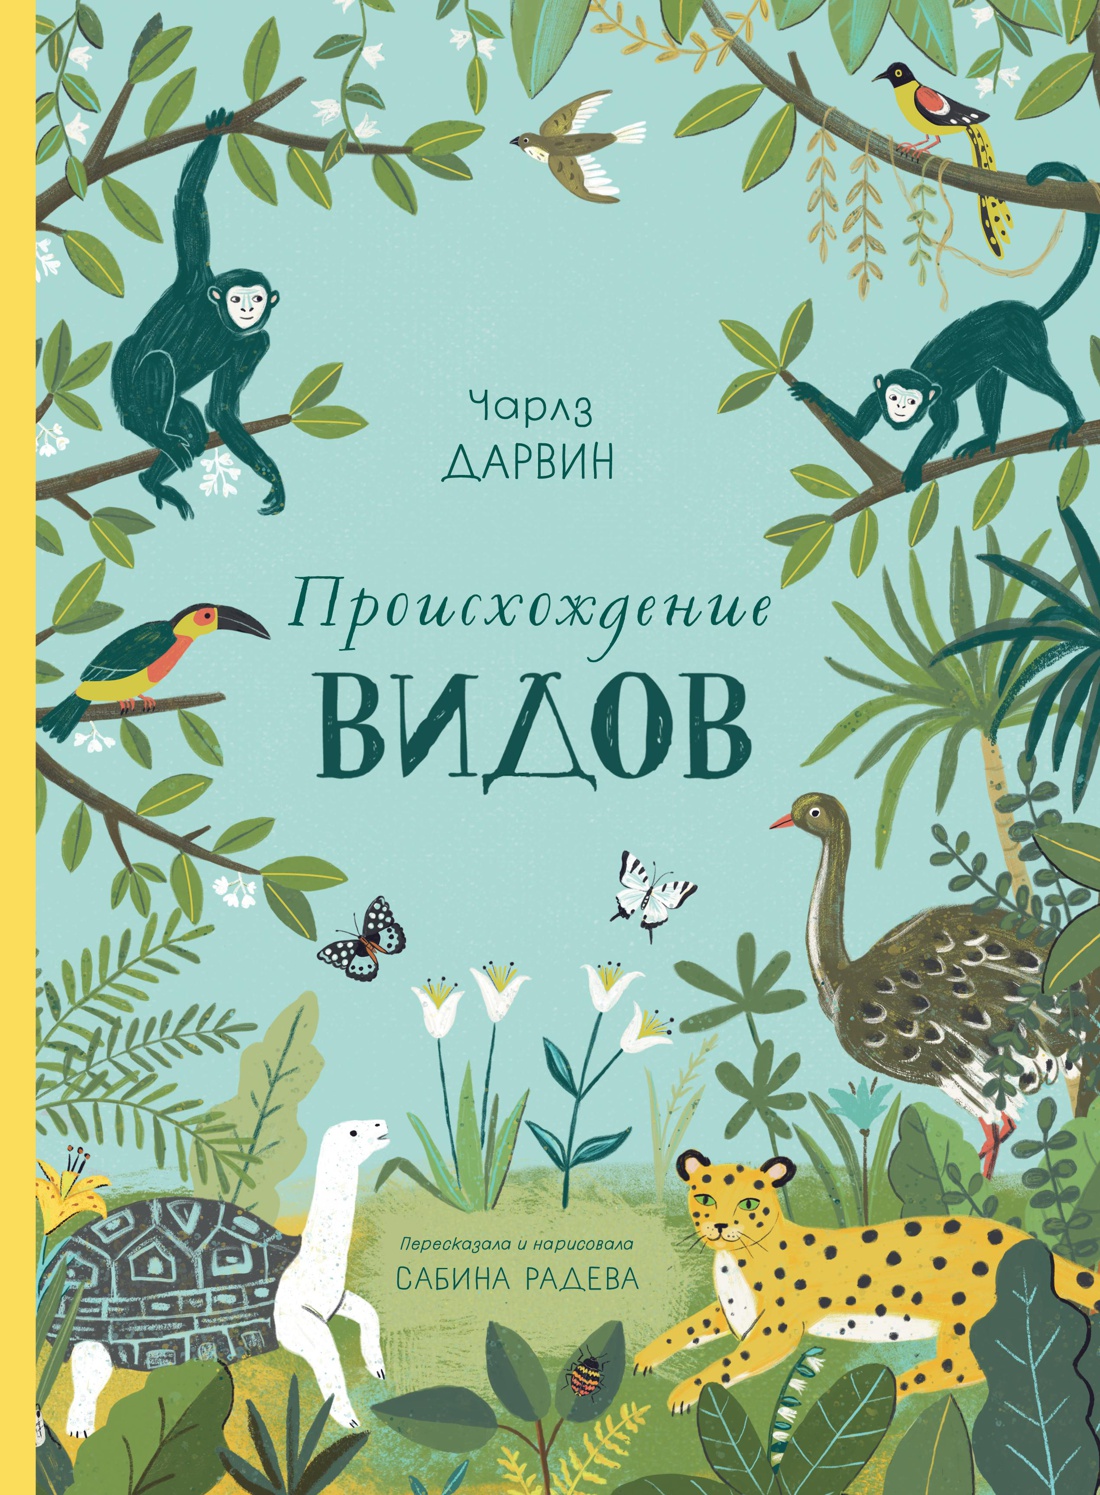 Чарлз
ДАРВИН
Происхождение
ВИДОВ
Пересказала и нарисовала
САБИНА РАДЕВА